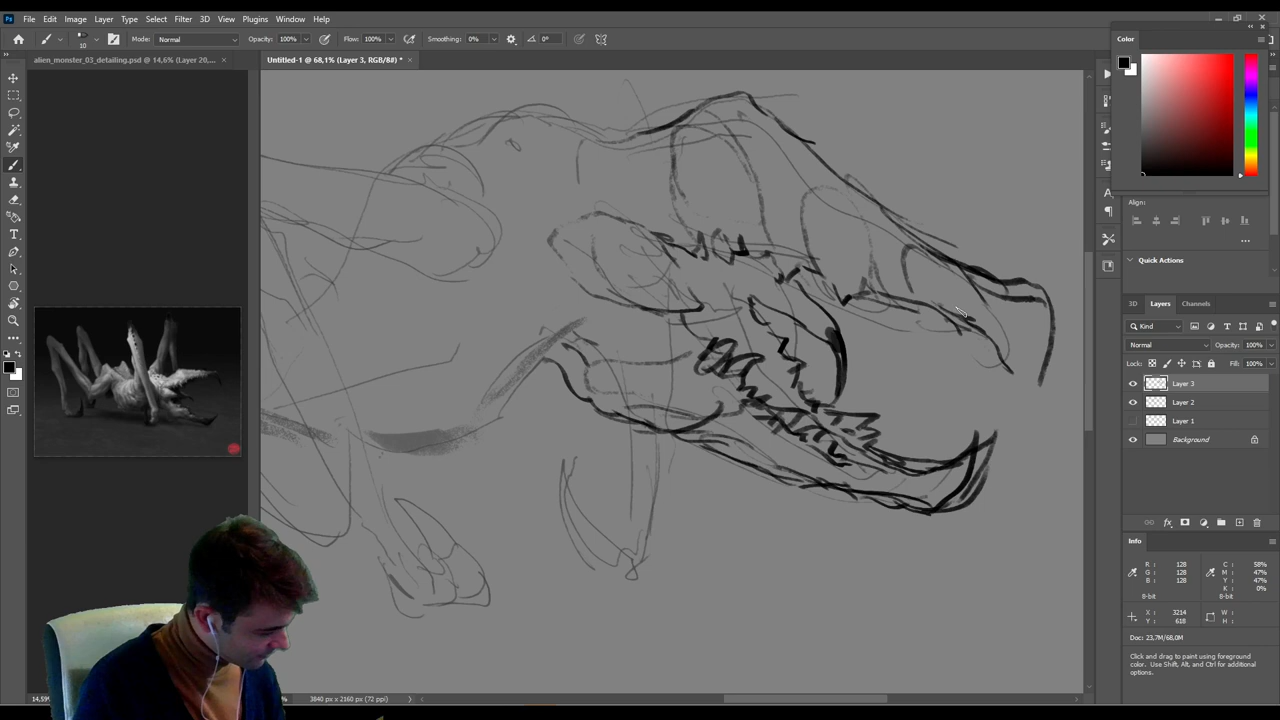 Ps File Edit Image Layer Type Select Filter 3D View Plugins Window Help
10 Mode: Normal Opacity: 100% Flow: 100% Smoothing: 0% 0°
alien_monster_03_detailing.psd @ 14,6% (Layer 20,... × Untitled-1 @ 68,1% (Layer 3, RGB/8#) * ×
Color
Align:
Quick Actions
3D Layers Channels
Kind
Normal Opacity: 100%
Lock: Fill: 100%
Layer 3
Layer 2
Layer 1
Background
Info
R : 128 C : 58%
G : 128 M : 47%
B : 128 Y : 47%
K : 0%
8-bit 8-bit
X : 3214 W :
Y : 618 H :
Doc: 23,7M/68,0M
Click and drag to paint using foreground
color. Use Shift, Alt, and Ctrl for additional
options.
14,59% 3840 px x 2160 px (72 ppi)